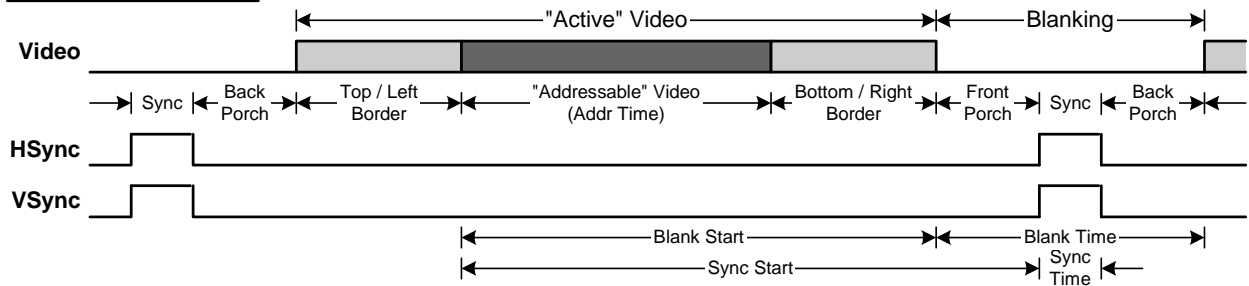 "Active" Video
Blanking
Video
Sync
Back
Porch
Top / Left
Border
"Addressable" Video
(Addr Time)
Bottom / Right
Border
Front
Porch
Sync
Back
Porch
HSync
VSync
Blank Start
Blank Time
Sync Start
Sync
Time